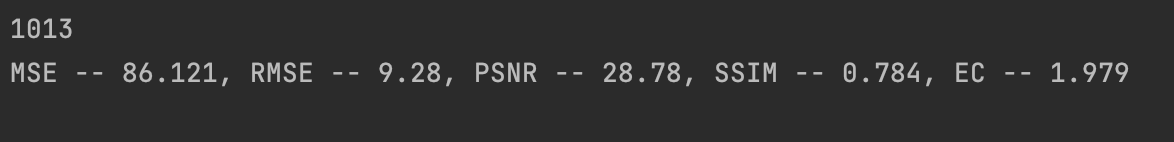 1013
MSE -- 86.121, RMSE -- 9.28, PSNR -- 28.78, SSIM -- 0.784, EC -- 1.979